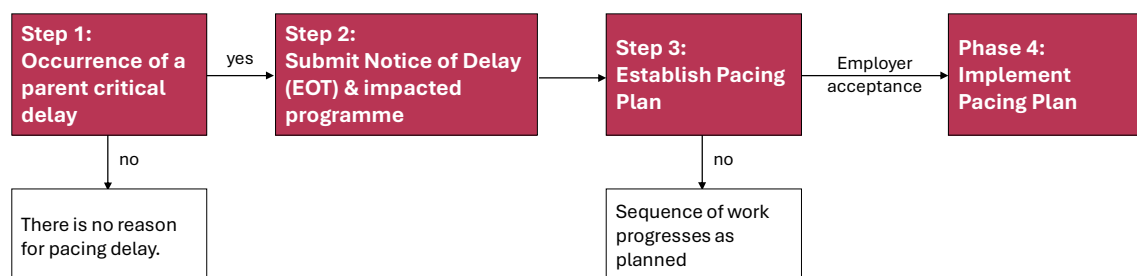 Step 1:
Occurrence of a
parent critical
delay
yes
Step 2:
Submit Notice of Delay
(EOT) & impacted
programme
Step 3:
Establish Pacing
Plan
Employer
acceptance
Phase 4:
Implement
Pacing Plan
no
There is no reason
for pacing delay.
no
Sequence of work
progresses as
planned